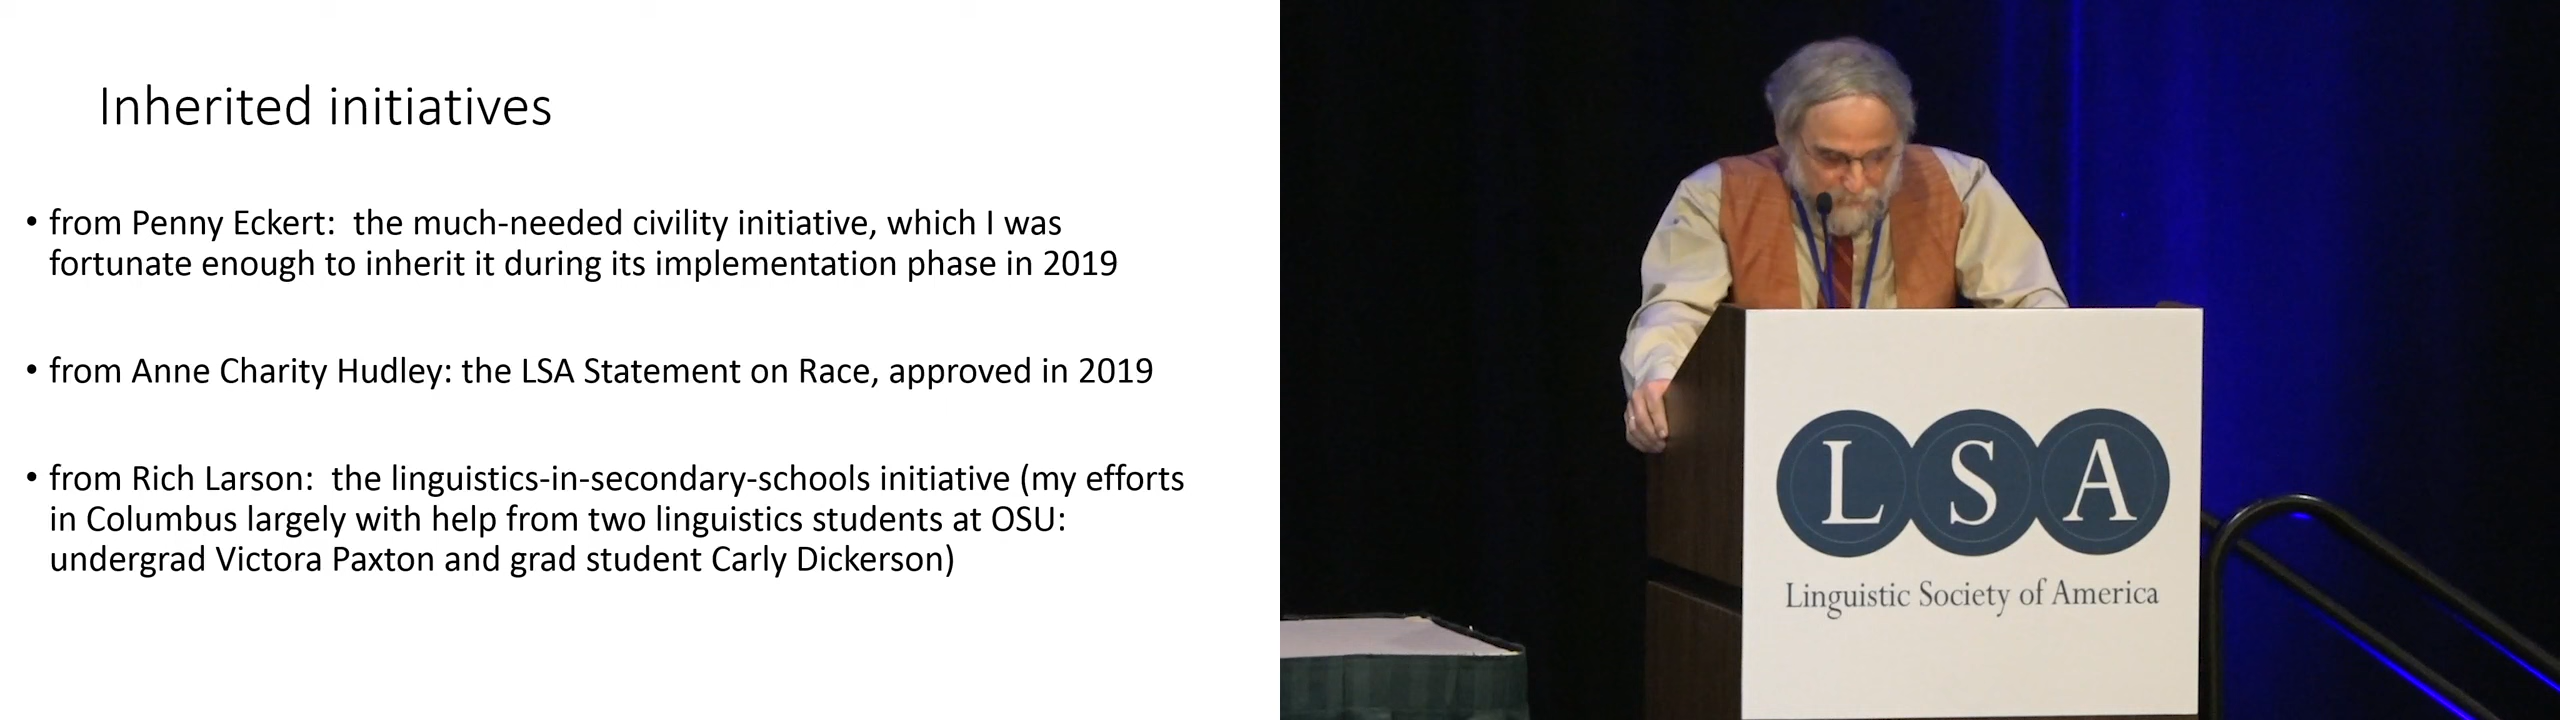 Inherited initiatives
• from Penny Eckert:  the much-needed civility initiative, which I was
fortunate enough to inherit it during its implementation phase in 2019
• from Anne Charity Hudley: the LSA Statement on Race, approved in 2019
• from Rich Larson:  the linguistics-in-secondary-schools initiative (my efforts
in Columbus largely with help from two linguistics students at OSU:
undergrad Victora Paxton and grad student Carly Dickerson)
LSA
Linguistic Society of America